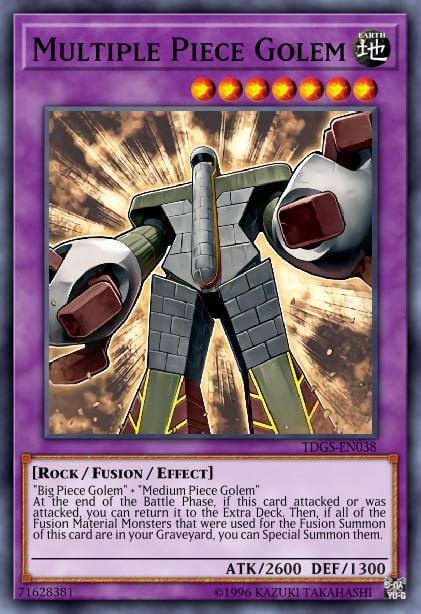 MULTIPLE PIECE GOLEM
EARTH
地
TDGS-EN038
[ROCK / FUSION / EFFECT]
"Big Piece Golem" + "Medium Piece Golem"
At the end of the Battle Phase, if this card attacked or was
attacked, you can return it to the Extra Deck. Then, if all of the
Fusion Material Monsters that were used for the Fusion Summon
of this card are in your Graveyard, you can Special Summon them.
ATK/2600 DEF/1300
71628381
©1996 KAZUKI TAKAHASHI